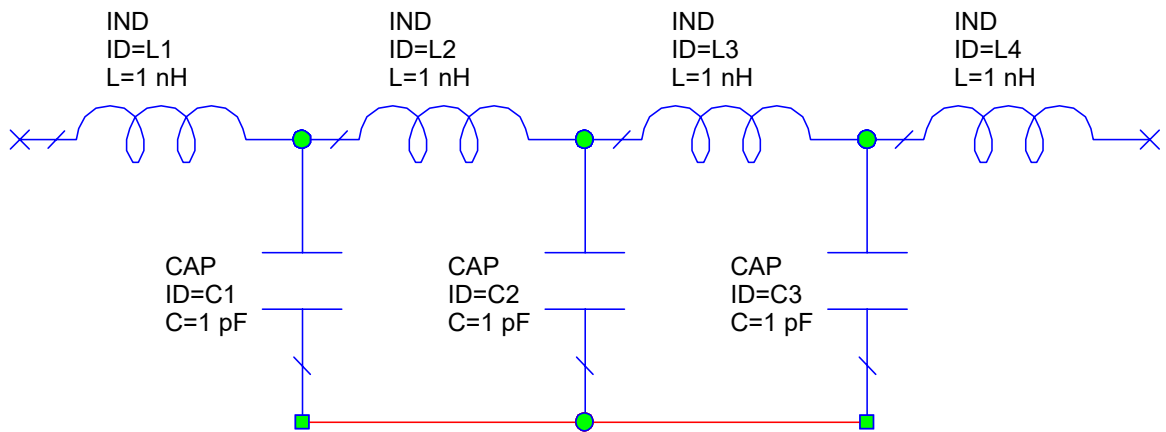 IND
ID=L1
L=1 nH
IND
ID=L2
L=1 nH
IND
ID=L3
L=1 nH
IND
ID=L4
L=1 nH
CAP
ID=C1
C=1 pF
CAP
ID=C2
C=1 pF
CAP
ID=C3
C=1 pF